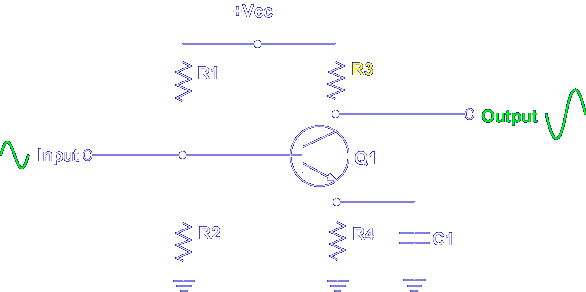 +Vcc
R1
R3
Output
Input
Q1
R2
R4
C1